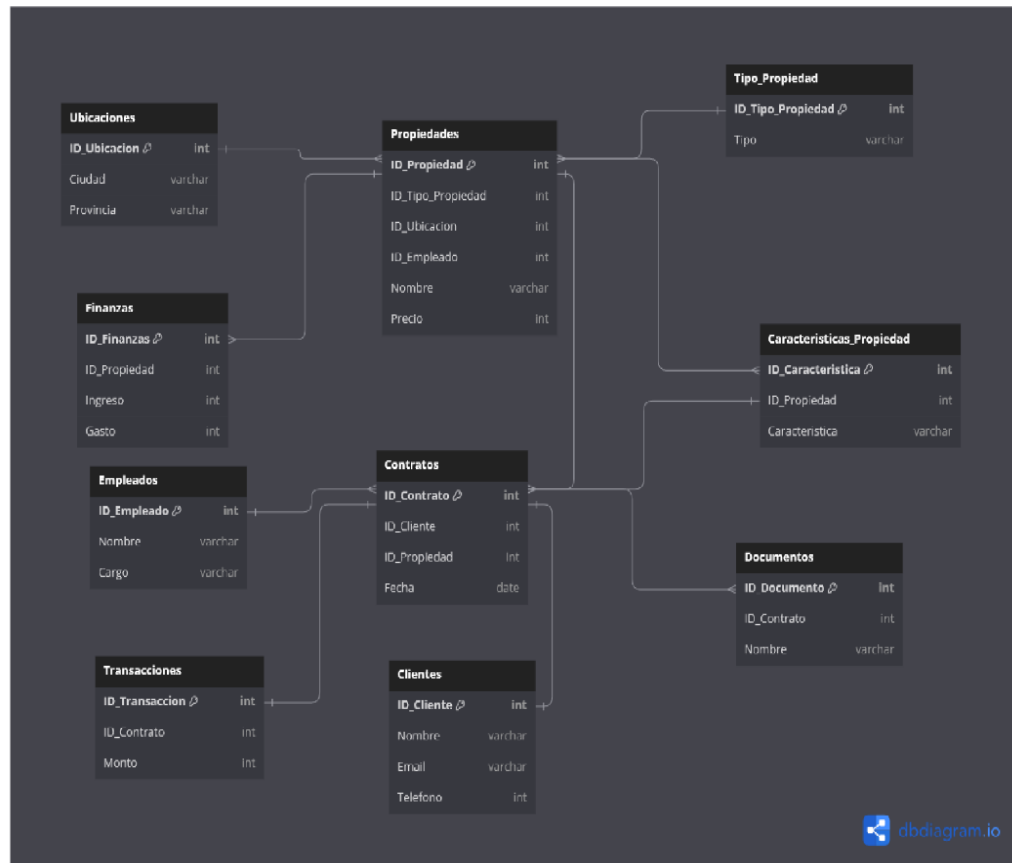 Ubicaciones
ID_Ubicacion int
Ciudad varchar
Provincia varchar
Finanzas
ID_Finanzas int
ID_Propiedad int
Ingreso int
Gasto int
Empleados
ID_Empleado int
Nombre varchar
Cargo varchar
Transacciones
ID_Transaccion int
ID_Contrato int
Monto int
Propiedades
ID_Propiedad int
ID_Tipo_Propiedad int
ID_Ubicacion int
ID_Empleado int
Nombre varchar
Precio int
Contratos
ID_Contrato int
ID_Cliente int
ID_Propiedad int
Fecha date
Clientes
ID_Cliente int
Nombre varchar
Email varchar
Telefono int
Tipo_Propiedad
ID_Tipo_Propiedad int
Tipo varchar
Caracteristicas_Propiedad
ID_Caracteristica int
ID_Propiedad int
Caracteristica varchar
Documentos
ID_Documento int
ID_Contrato int
Nombre varchar
dbdiagram.io